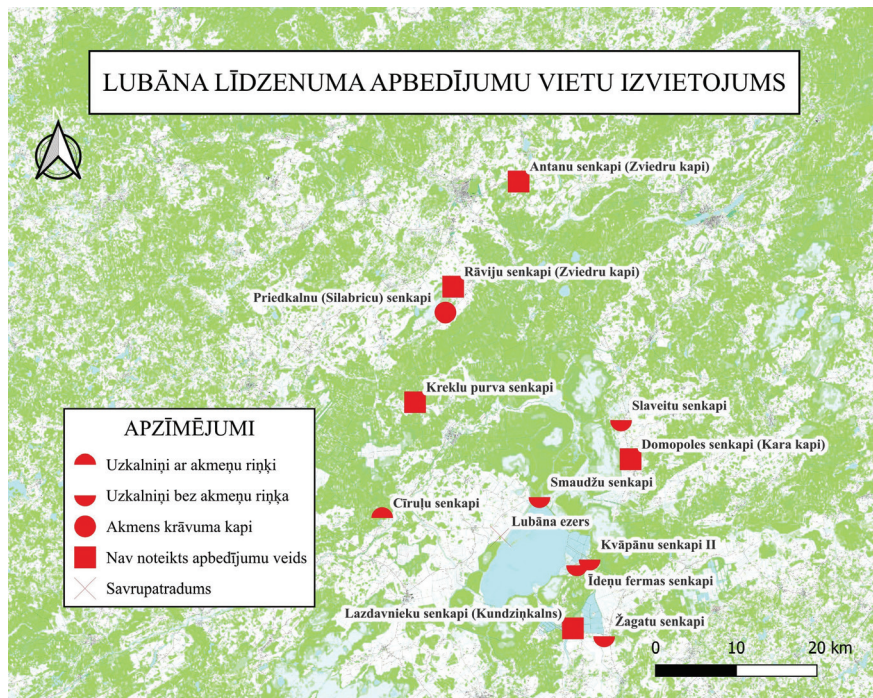 LUBĀNA LĪDZENUMA APBEDĪJUMU VIETU IZVIETOJUMS
N
Antanu senkapi (Zviedru kapi)
Rāviju senkapi (Zviedru kapi)
Priedkalnu (Silabricu) senkapi
Kreklu purva senkapi
Slaveitu senkapi
Domopoles senkapi (Kara kapi)
Smaudžu senkapi
Cīruļu senkapi
Lubāna ezers
Kvāpānu senkapi II
Īdeņu fermas senkapi
Lazdavnieku senkapi (Kundziņkalns)
Žagatu senkapi
APZĪMĒJUMI
Uzkalniņi ar akmeņu riņķi
Uzkalniņi bez akmeņu riņķa
Akmens krāvuma kapi
Nav noteikts apbedījumu veids
Savrupatradums
0 10 20 km